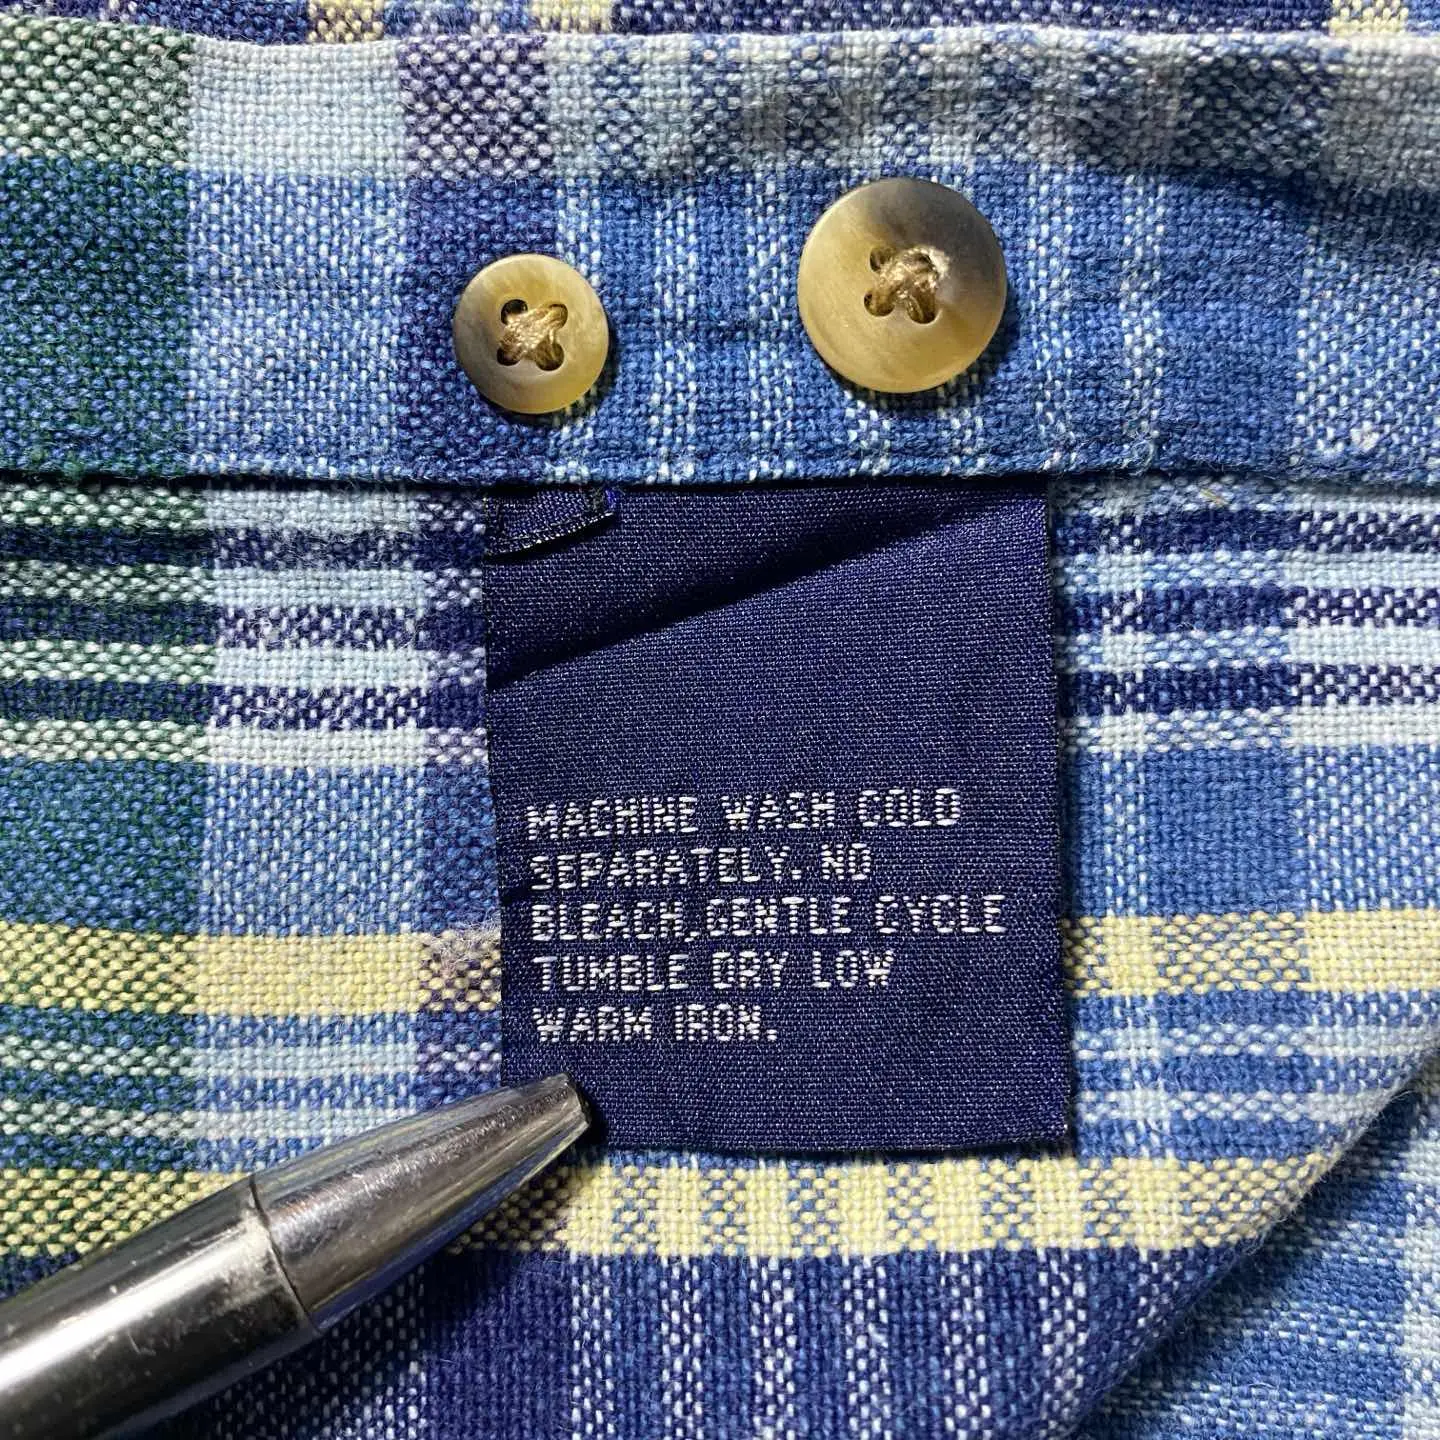 MACHINE WASH COLD
SEPARATELY. NO
BLEACH,GENTLE CYCLE
TUMBLE DRY LOW
WARM IRON.